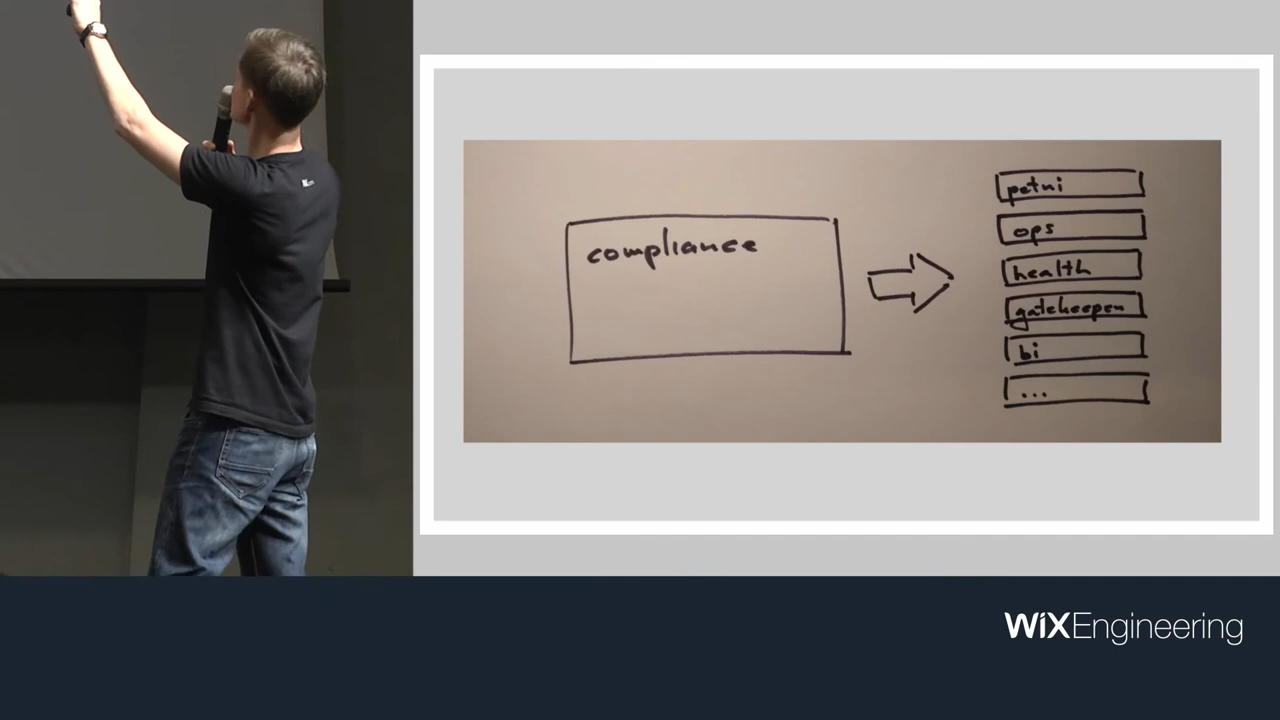 compliance
petri
ops
health
gatekeeper
bi
...
WiXEngineering